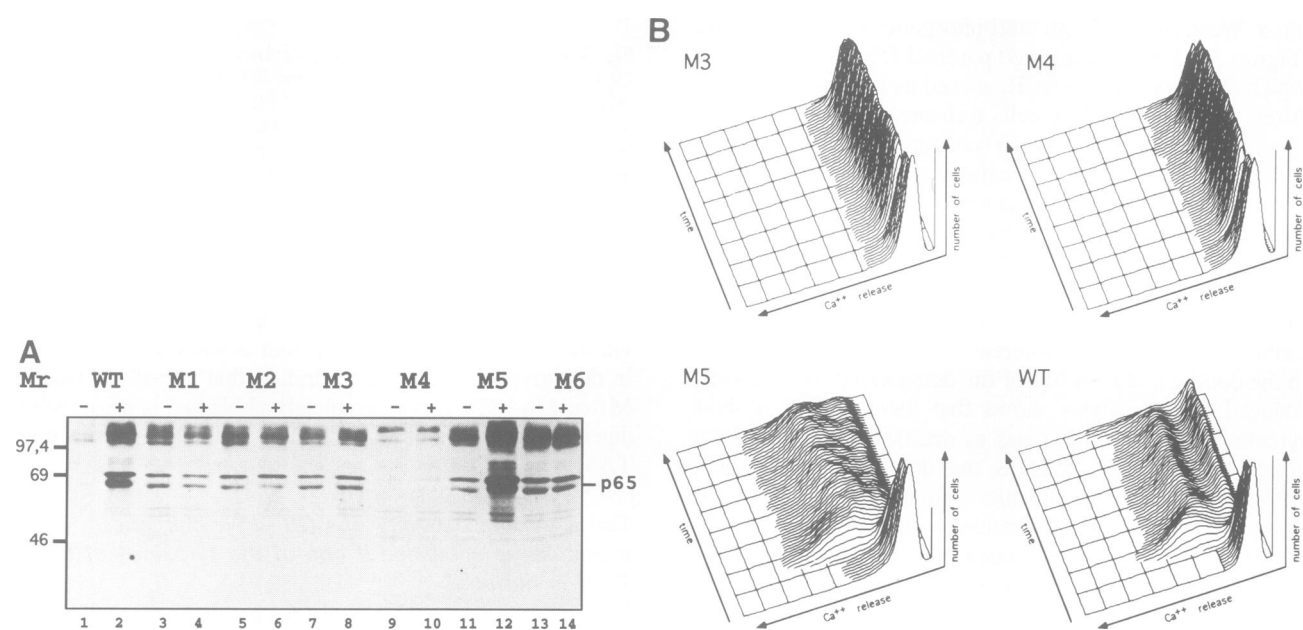 A
Mr WT M1 M2 M3 M4 M5 M6
- + - + - + - + - + - + - +
97,4
69
46
p65
1 2 3 4 5 6 7 8 9 10 11 12 13 14
B
M3
time
Ca++ release
number of cells
M4
time
Ca++ release
number of cells
M5
time
Ca++ release
number of cells
WT
time
Ca++ release
number of cells